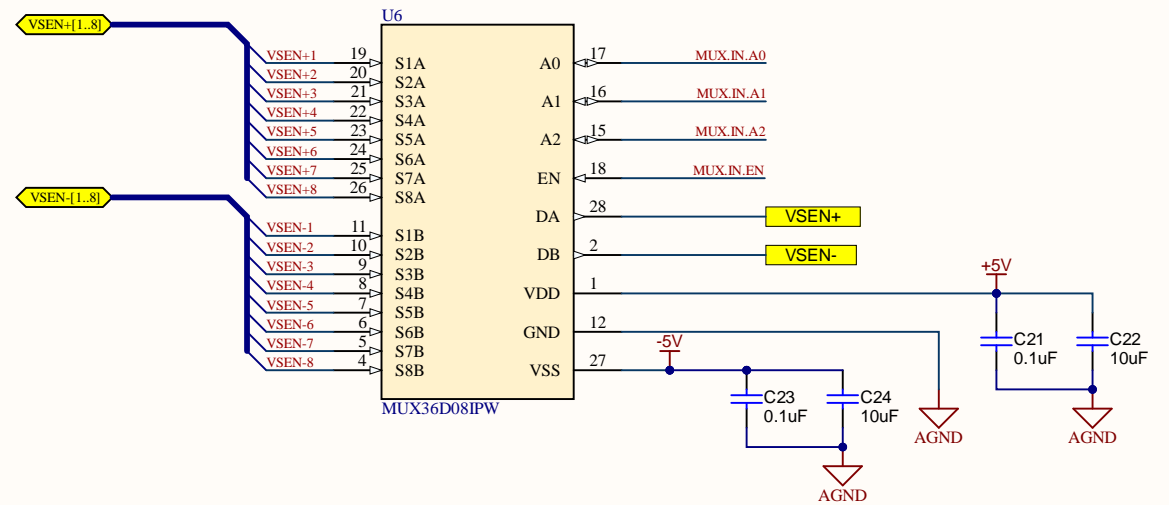 U6
VSEN+[1..8]
VSEN+1 19 S1A
VSEN+2 20 S2A
VSEN+3 21 S3A
VSEN+4 22 S4A
VSEN+5 23 S5A
VSEN+6 24 S6A
VSEN+7 25 S7A
VSEN+8 26 S8A
VSEN-[1..8]
VSEN-1 11 S1B
VSEN-2 10 S2B
VSEN-3 9 S3B
VSEN-4 8 S4B
VSEN-5 7 S5B
VSEN-6 6 S6B
VSEN-7 5 S7B
VSEN-8 4 S8B
A0 17 MUX.IN.A0
A1 16 MUX.IN.A1
A2 15 MUX.IN.A2
EN 18 MUX.IN.EN
DA 28 VSEN+
DB 2 VSEN-
VDD 1 +5V
GND 12
VSS 27 -5V
MUX36D08IPW
C21
0.1uF
C22
10uF
C23
0.1uF
C24
10uF
AGND
AGND
AGND